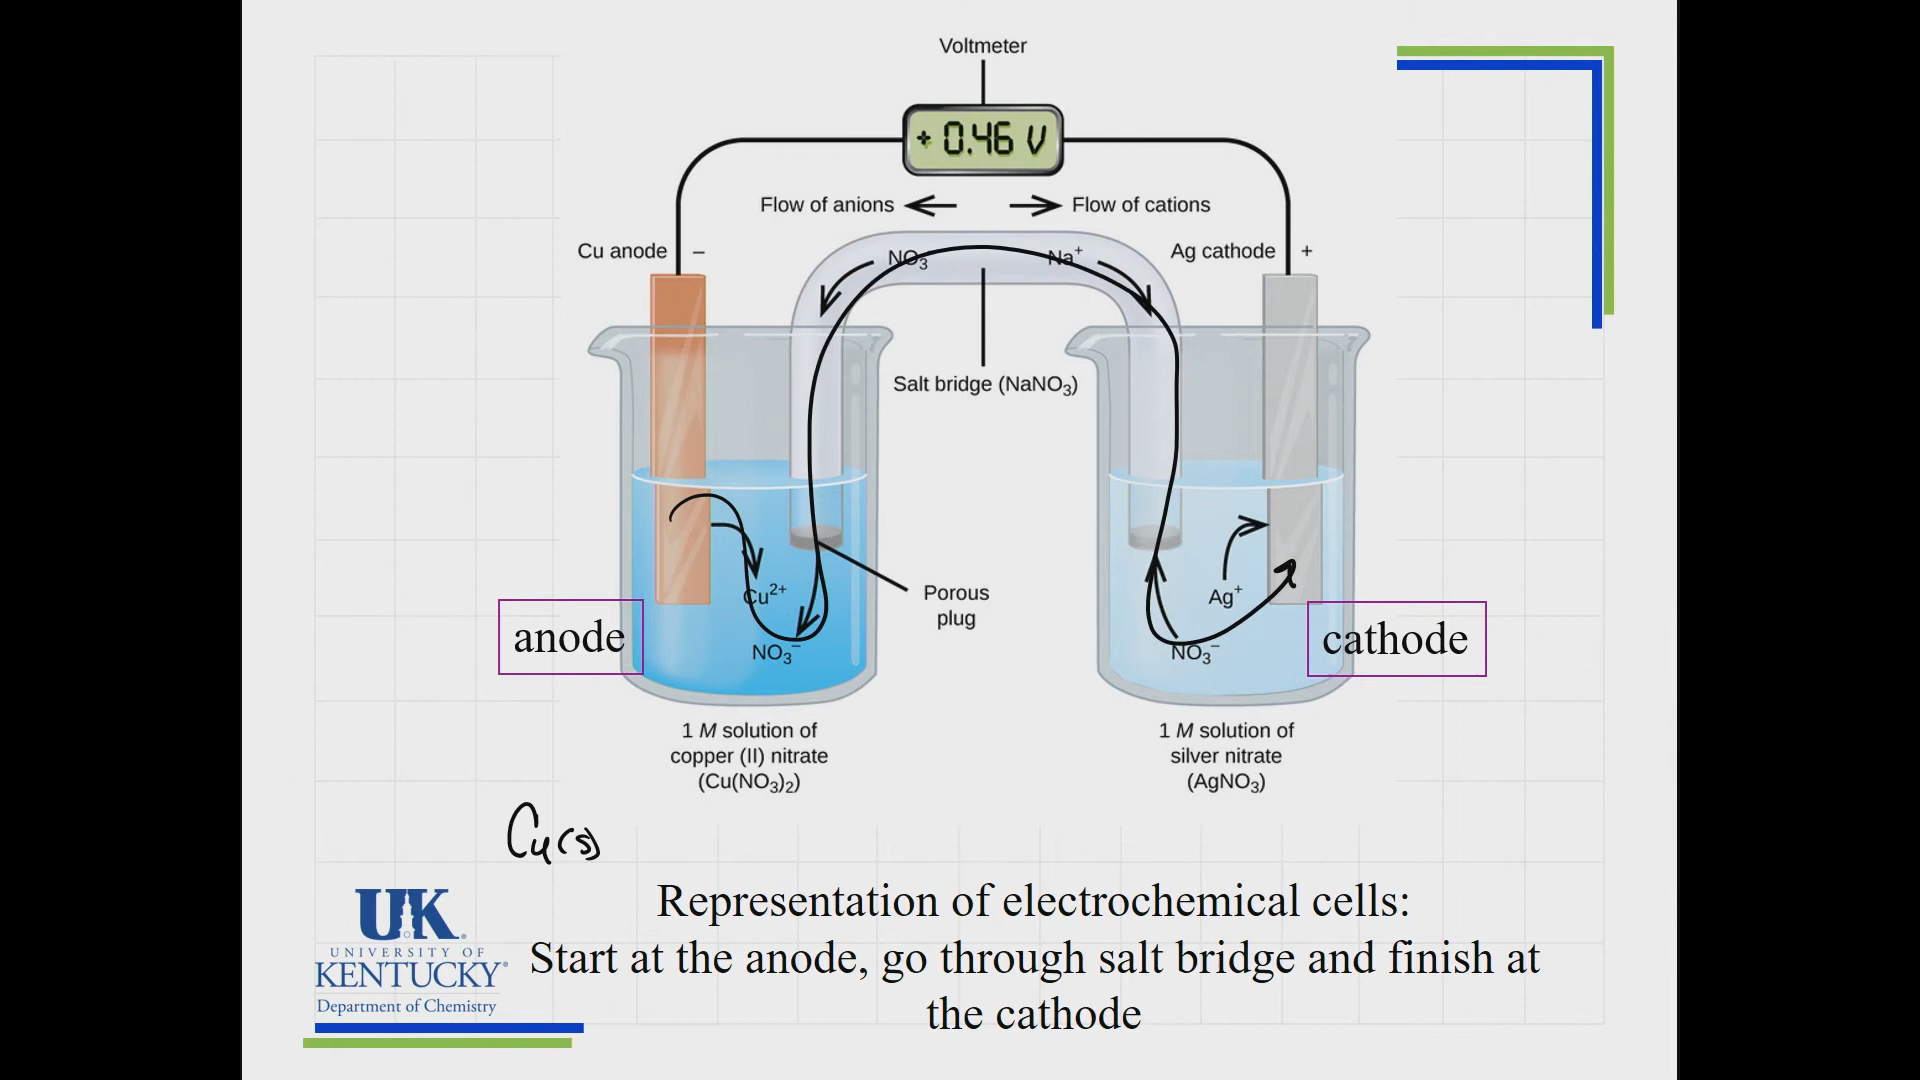 Voltmeter
+ 0.46 V
Flow of anions
Flow of cations
Cu anode –
Ag cathode +
NO₃⁻
Na⁺
Salt bridge (NaNO₃)
Cu²⁺
NO₃⁻
Porous
plug
Ag⁺
NO₃⁻
anode
cathode
1 M solution of
copper (II) nitrate
(Cu(NO₃)₂)
1 M solution of
silver nitrate
(AgNO₃)
Cu(s)
Representation of electrochemical cells:
Start at the anode, go through salt bridge and finish at
the cathode
UK
UNIVERSITY OF
KENTUCKY®
Department of Chemistry